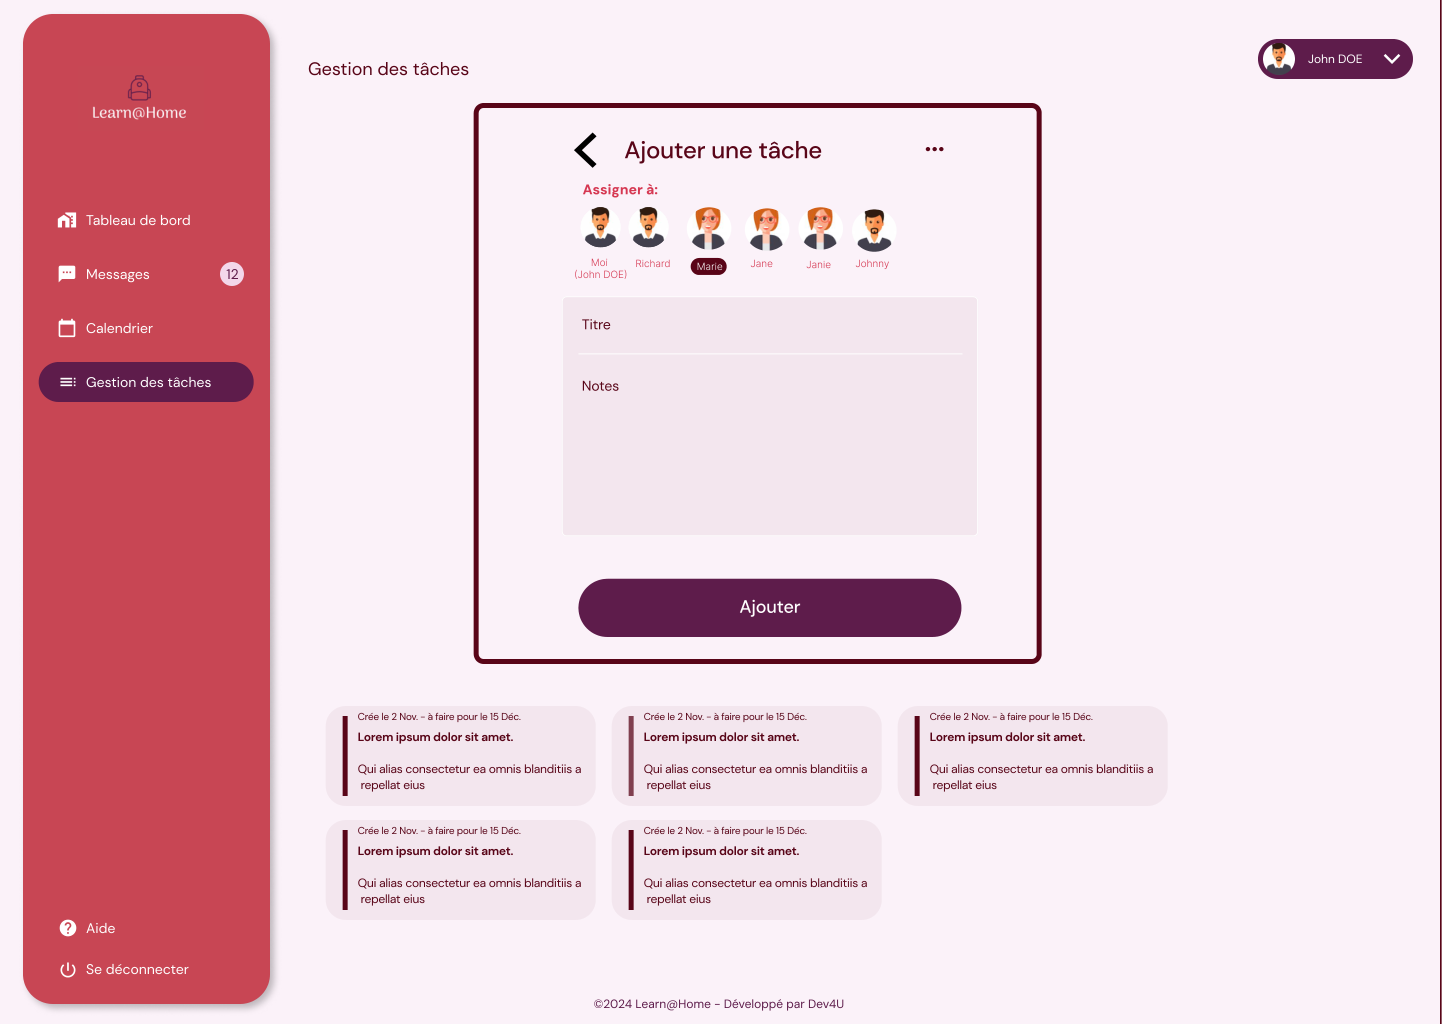 Learn@Home
Tableau de bord
Messages
12
Calendrier
Gestion des tâches
Aide
Se déconnecter
Gestion des tâches
John DOE
Ajouter une tâche
Assigner à:
Moi
(John DOE)
Richard
Marie
Jane
Janie
Johnny
Titre
Notes
Ajouter
Crée le 2 Nov. - à faire pour le 15 Déc.
Lorem ipsum dolor sit amet.
Qui alias consectetur ea omnis blanditiis a
repellat eius
Crée le 2 Nov. - à faire pour le 15 Déc.
Lorem ipsum dolor sit amet.
Qui alias consectetur ea omnis blanditiis a
repellat eius
Crée le 2 Nov. - à faire pour le 15 Déc.
Lorem ipsum dolor sit amet.
Qui alias consectetur ea omnis blanditiis a
repellat eius
Crée le 2 Nov. - à faire pour le 15 Déc.
Lorem ipsum dolor sit amet.
Qui alias consectetur ea omnis blanditiis a
repellat eius
Crée le 2 Nov. - à faire pour le 15 Déc.
Lorem ipsum dolor sit amet.
Qui alias consectetur ea omnis blanditiis a
repellat eius
©2024 Learn@Home - Développé par Dev4U